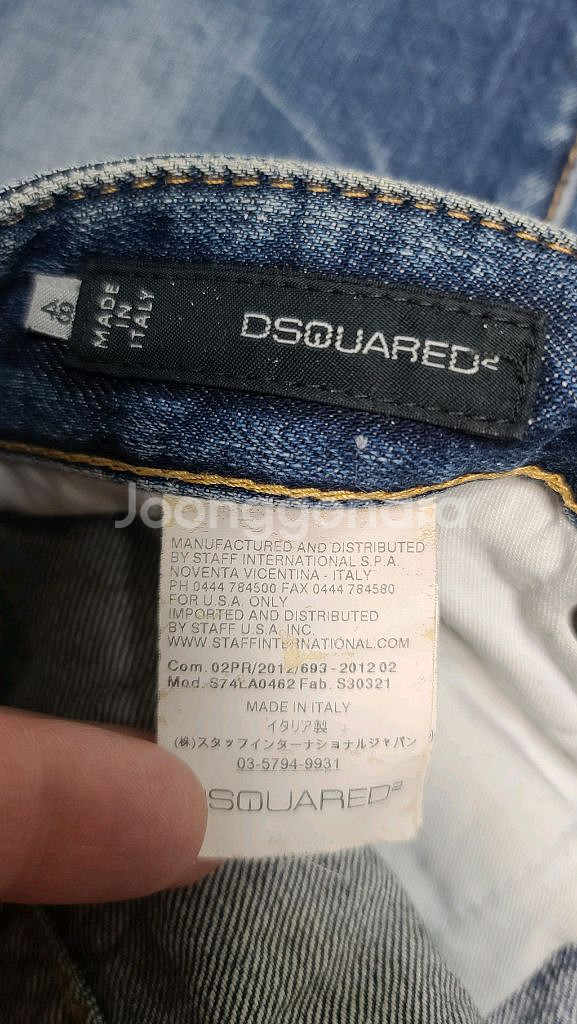 48
MADE
IN
ITALY
DSQUARED2
Joonggonara
MANUFACTURED AND DISTRIBUTED
BY STAFF INTERNATIONAL S.P.A.
NOVENTA VICENTINA - ITALY
PH 0444 784500 FAX 0444 784580
FOR U.S.A. ONLY
IMPORTED AND DISTRIBUTED
BY STAFF U.S.A. INC.
WWW.STAFFINTERNATIONAL.COM
Com. 02PR/2012/693 - 2012 02
Mod. S74LA0462 Fab. S30321
MADE IN ITALY
イタリア製
(株)スタッフインターナショナルジャパン
03-5794-9931
DSQUARED2